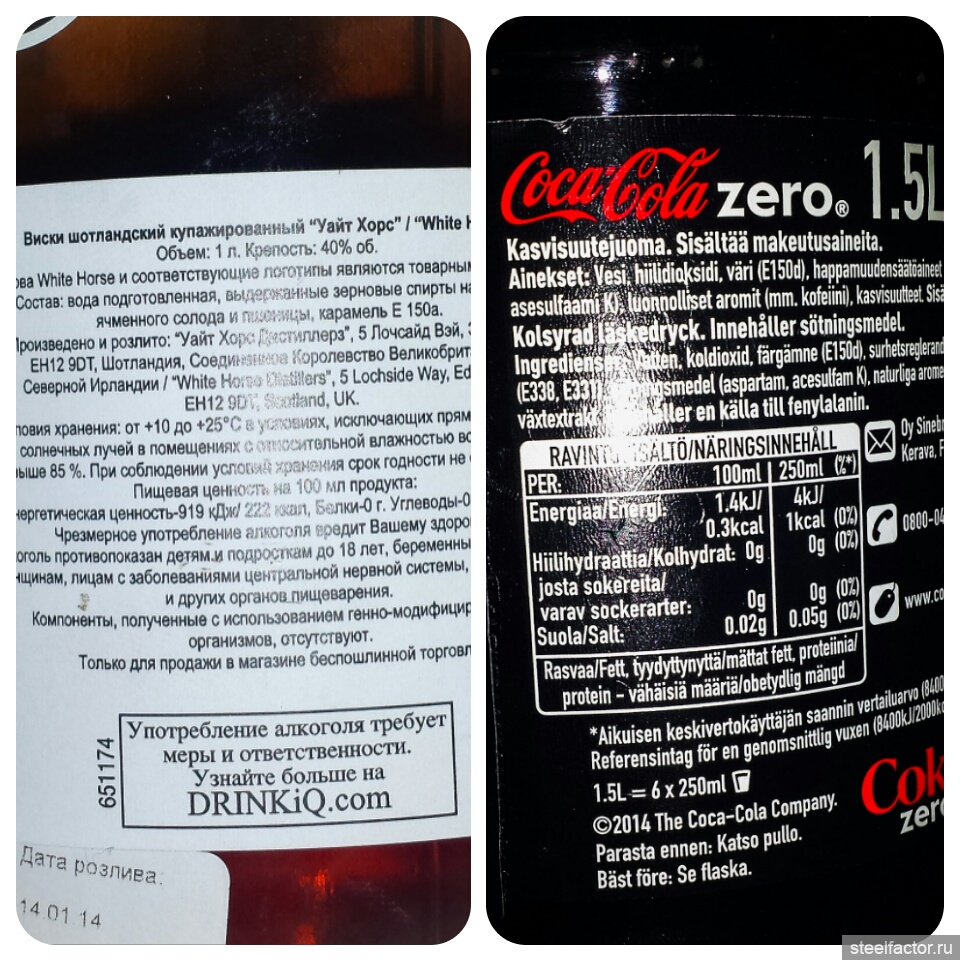 Виски шотландский купажированный “Уайт Хорс” / “White H
Объем: 1 л. Крепость: 40% об.
ова White Horse и соответствующие логотипы являются товарным
Состав: вода подготовленная, выдержанные зерновые спирты на
ячменного солода и пшеницы, карамель Е 150а.
Произведено и розлито: “Уайт Хорс Дистиллерз”, 5 Лочсайд Вэй,
EH12 9DT, Шотландия, Соединенное Королевство Великобрит
Северной Ирландии / “White Horse Distillers”, 5 Lochside Way, Ed
EH12 9DT, Scotland, UK.
ловия хранения: от +10 до +25°C в условиях, исключающих прям
солнечных лучей в помещениях с относительной влажностью во
ыше 85 %. При соблюдении условий хранения срок годности не
Пищевая ценность на 100 мл продукта:
нергетическая ценность-919 кДж/ 222 ккал, Белки-0 г. Углеводы-0
Чрезмерное употребление алкоголя вредит Вашему здоро
оголь противопоказан детям и подросткам до 18 лет, беременны
нщинам, лицам с заболеваниями центральной нервной системы,
и других органов пищеварения.
Компоненты, полученные с использованием генно-модифицир
организмов, отсутствуют.
Только для продажи в магазине беспошлинной торговл
651174
Употребление алкоголя требует
меры и ответственности.
Узнайте больше на
DRINKiQ.com
Дата розлива:
14.01.14
Coca-Cola zero® 1.5L
Kasvisuutejuoma. Sisältää makeutusaineita.
Ainekset: Vesi, hiilidioksidi, väri (E150d), happamuudensäätöaineet
asesulfaami K), luonnolliset aromit (mm. kofeiini), kasvisuutteet. Sisä
Kolsyrad läskedryck. Innehåller sötningsmedel.
Ingredienser: Vatten, koldioxid, färgämne (E150d), surhetsregleran
(E338, E331), sötningsmedel (aspartam, acesulfam K), naturliga arome
växtextrakt. Innehåller en källa till fenylalanin.
RAVINTOSISÄLTÖ/NÄRINGSINNEHÅLL
PER: 100ml 250ml (%*)
Energiaa/Energi: 1.4kJ/ 4kJ/
0.3kcal 1kcal (0%)
Hiilihydraattia/Kolhydrat: 0g 0g (0%)
josta sokereita/
varav sockerarter: 0g 0g (0%)
Suola/Salt: 0.02g 0.05g (0%)
Rasvaa/Fett, tyydyttynyttä/mättat fett, proteiinia/
protein – vähäisiä määriä/obetydlig mängd
*Aikuisen keskivertokäyttäjän saannin vertailuarvo (8400
Referensintag för en genomsnittlig vuxen (8400kJ/2000kc
1.5L = 6 x 250ml
©2014 The Coca-Cola Company.
Parasta ennen: Katso pullo.
Bäst före: Se flaska.
Oy Sinebr
Kerava, F
0800-04
www.co
Cok
zero
steelfactor.ru